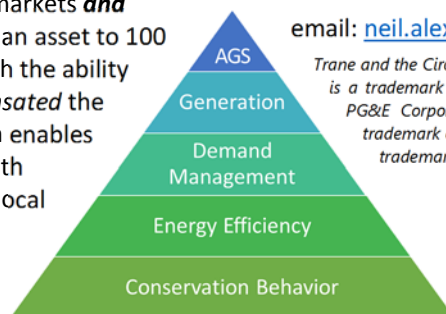 markets and
an asset to 100
h the ability
nsated the
n enables
th
ocal
AGS
Generation
Demand
Management
Energy Efficiency
Conservation Behavior
email: neil.alex
Trane and the Circ
is a trademark
PG&E Corpo
trademark
trademar